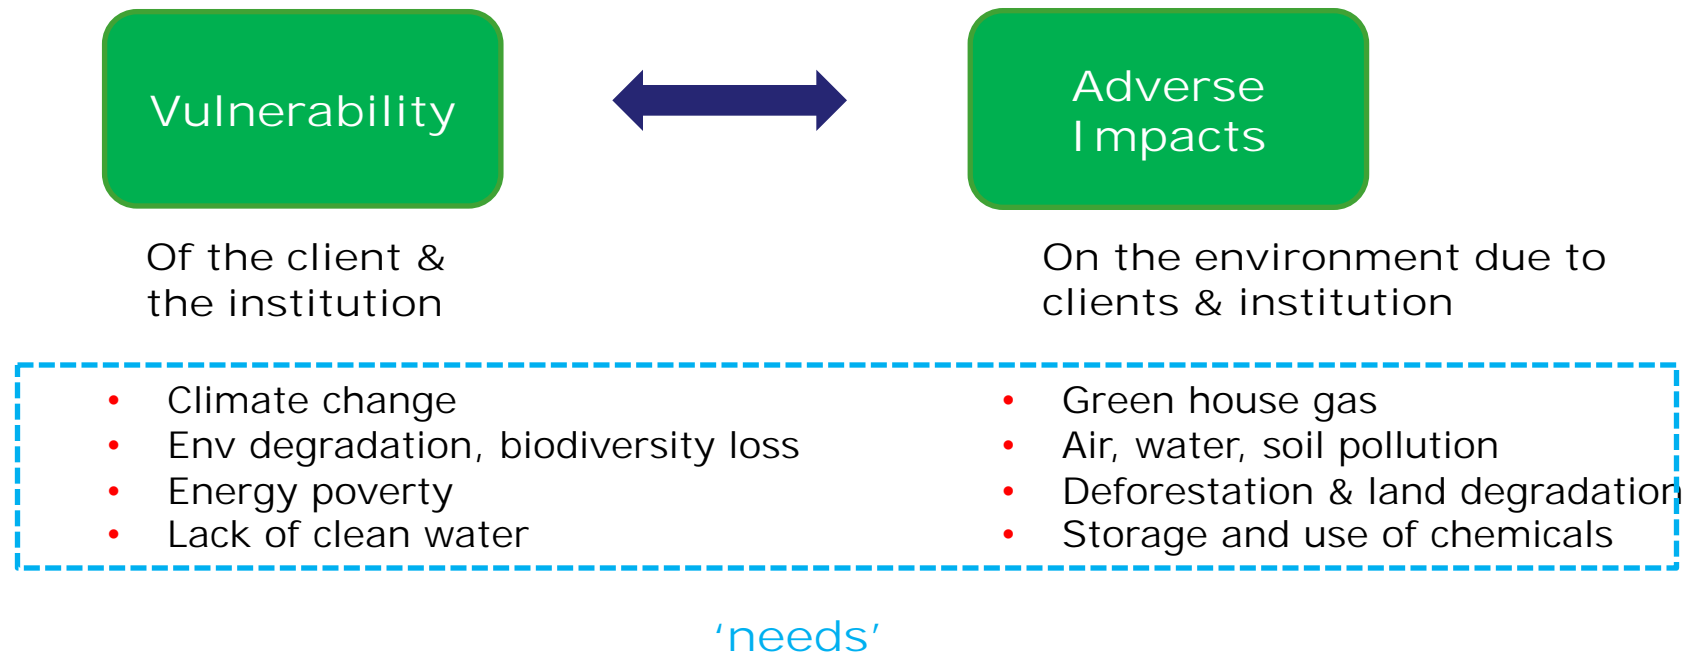 Vulnerability
Adverse
Impacts
Of the client &
the institution
On the environment due to
clients & institution
• Climate change
• Env degradation, biodiversity loss
• Energy poverty
• Lack of clean water
• Green house gas
• Air, water, soil pollution
• Deforestation & land degradation
• Storage and use of chemicals
‘needs’